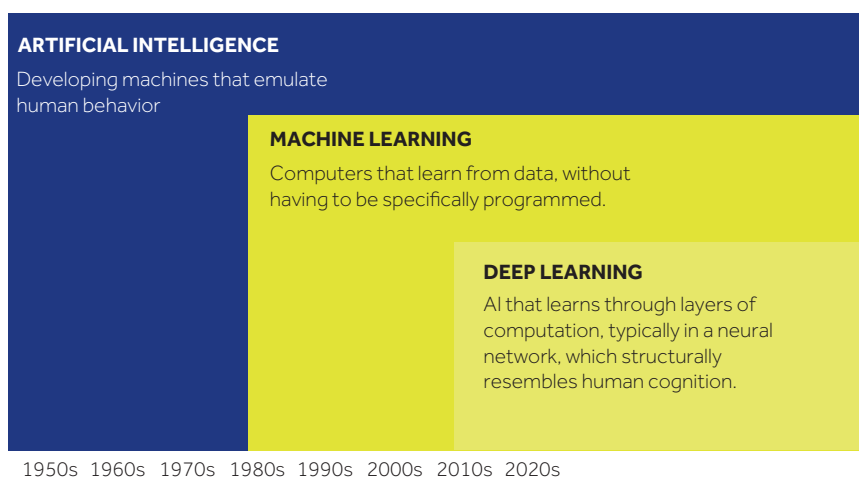 ARTIFICIAL INTELLIGENCE
Developing machines that emulate
human behavior
MACHINE LEARNING
Computers that learn from data, without
having to be specifically programmed.
DEEP LEARNING
AI that learns through layers of
computation, typically in a neural
network, which structurally
resembles human cognition.
1950s 1960s 1970s 1980s 1990s 2000s 2010s 2020s